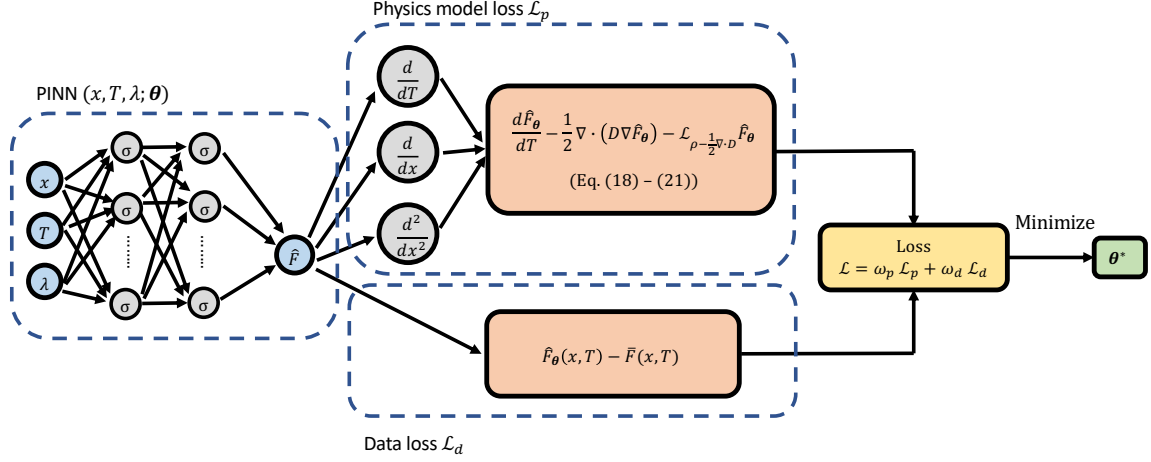 Physics model loss ℒ_p
PINN (x, T, λ; θ)
x
T
λ
σ
σ
σ
σ
σ
σ
F̂
d/dT
d/dx
d²/dx²
dF̂_θ/dT − 1/2 ∇ · (D∇F̂_θ) − ℒ_{ρ−1/2∇·D} F̂_θ
(Eq. (18) – (21))
F̂_θ(x, T) − F̄(x, T)
Data loss ℒ_d
Loss
ℒ = ω_p ℒ_p + ω_d ℒ_d
Minimize
θ*